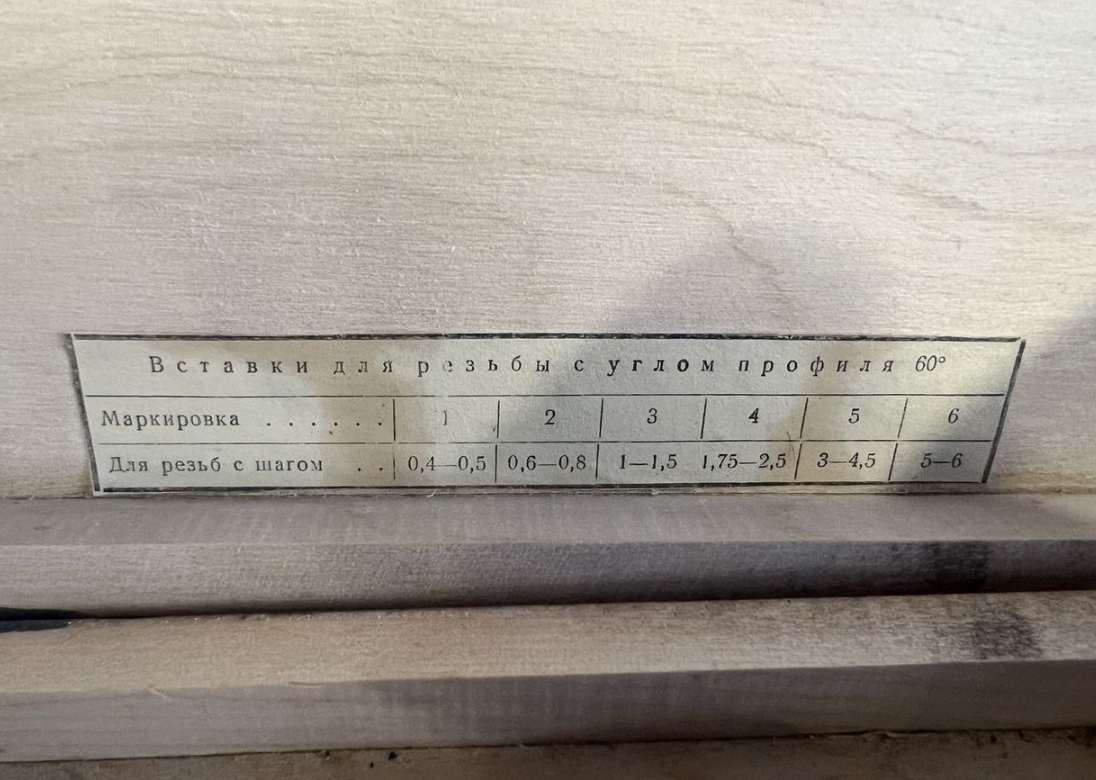 Вставки для резьбы с углом профиля 60°
Маркировка . . . . . . 1 2 3 4 5 6
Для резьб с шагом . . 0,4—0,5 0,6—0,8 1—1,5 1,75—2,5 3—4,5 5—6